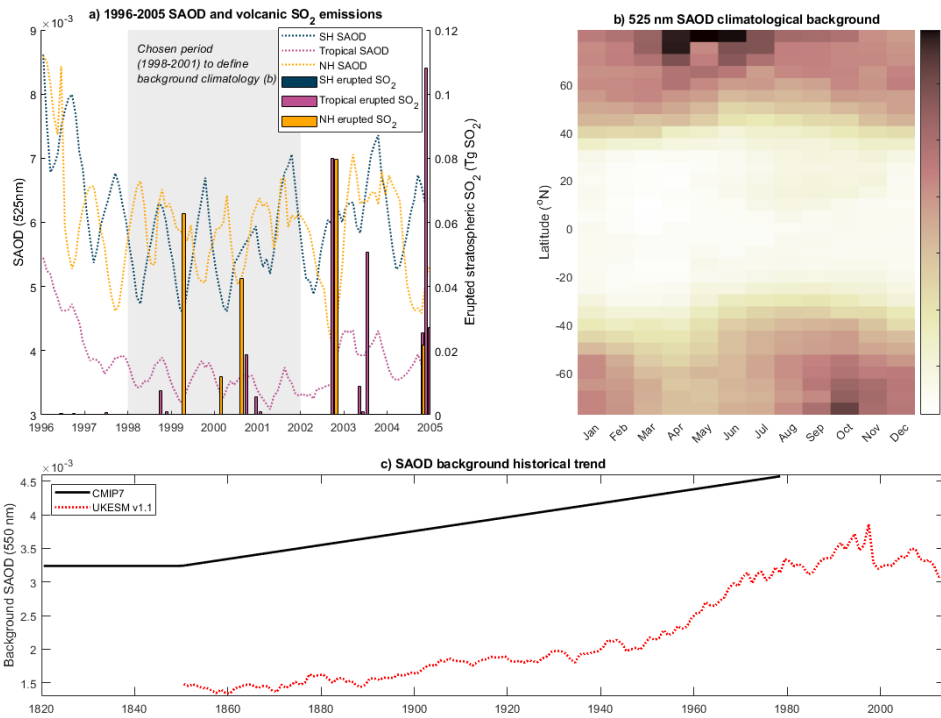 a) 1996-2005 SAOD and volcanic SO2 emissions
×10-3
SAOD (525nm)
9
8
7
6
5
4
3
1996
1997
1998
1999
2000
2001
2002
2003
2004
2005
Chosen period
(1998-2001) to define
background climatology (b)
SH SAOD
Tropical SAOD
NH SAOD
SH erupted SO2
Tropical erupted SO2
NH erupted SO2
0.12
0.1
0.08
0.06
0.04
0.02
0
Erupted stratospheric SO2 (Tg SO2)
b) 525 nm SAOD climatological background
Latitude (oN)
60
40
20
0
-20
-40
-60
Jan
Feb
Mar
Apr
May
Jun
Jul
Aug
Sep
Oct
Nov
Dec
c) SAOD background historical trend
×10-3
Background SAOD (550 nm)
4.5
4
3.5
3
2.5
2
1.5
CMIP7
UKESM v1.1
1820
1840
1860
1880
1900
1920
1940
1960
1980
2000